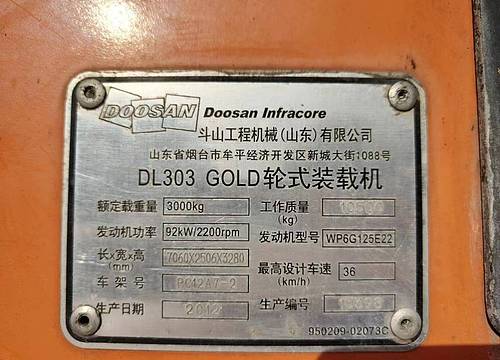 DOOSAN Doosan Infracore
斗山工程机械(山东)有限公司
山东省烟台市牟平经济开发区新城大街1088号
DL303 GOLD轮式装载机
额定载重量 3000kg 工作质量 (kg)
发动机功率 92kW/2200rpm 发动机型号 WP6G125E22
长x宽x高 (mm) 7060X2506X3280 最高设计车速 (km/h) 36
车架号
生产日期 2012 生产编号
950209-02073C